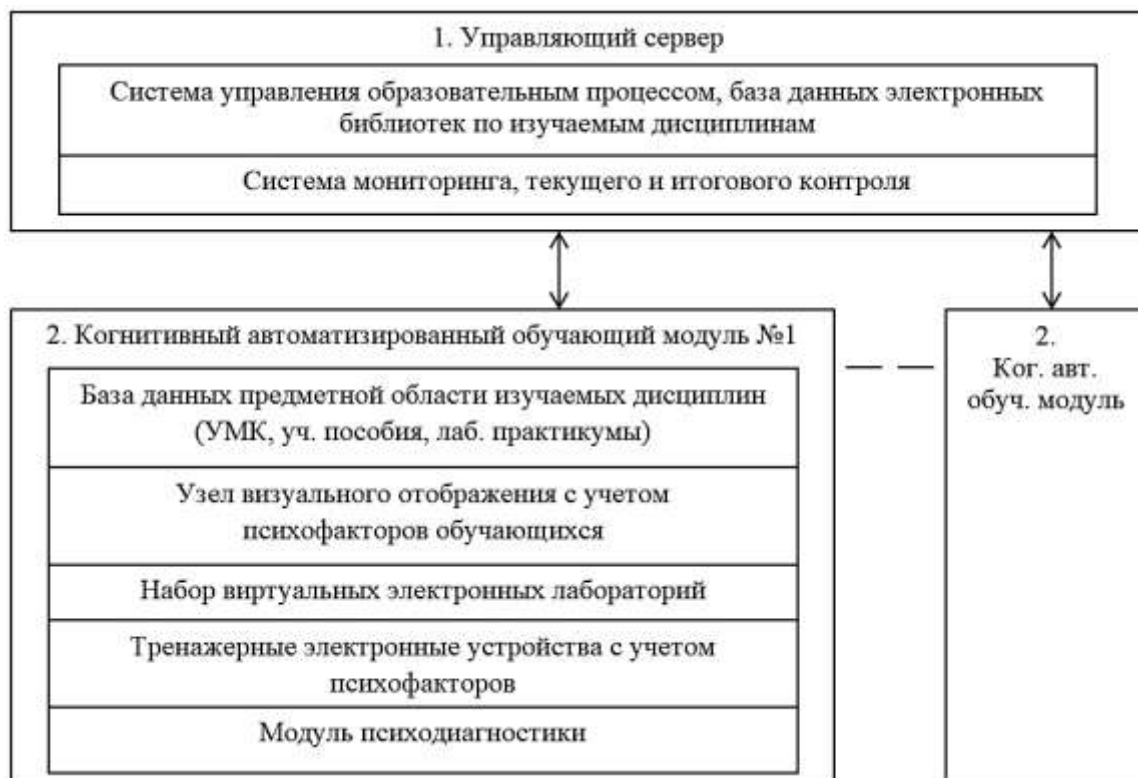 1. Управляющий сервер
Система управления образовательным процессом, база данных электронных
библиотек по изучаемым дисциплинам
Система мониторинга, текущего и итогового контроля
2. Когнитивный автоматизированный обучающий модуль №1
База данных предметной области изучаемых дисциплин
(УМК, уч. пособия, лаб. практикумы)
Узел визуального отображения с учетом
психофакторов обучающихся
Набор виртуальных электронных лабораторий
Тренажерные электронные устройства с учетом
психофакторов
Модуль психодиагностики
2.
Ког. авт.
обуч. модуль